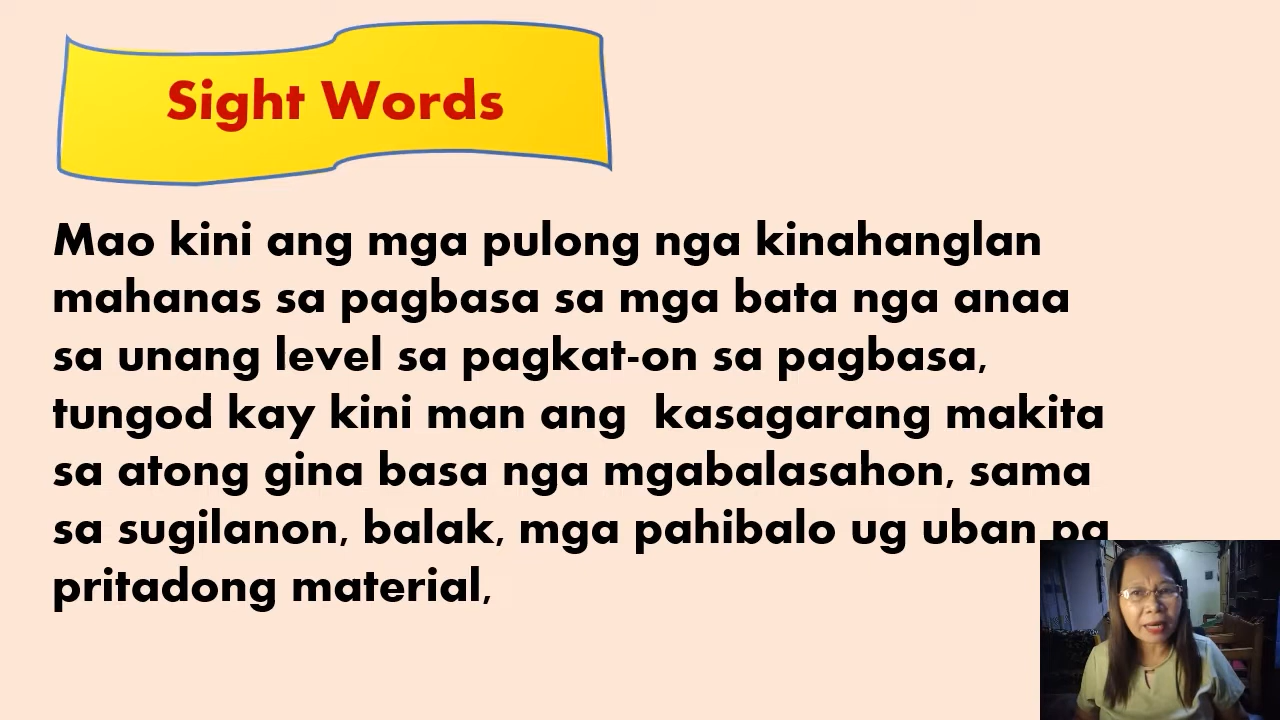 Sight Words
Mao kini ang mga pulong nga kinahanglan
mahanas sa pagbasa sa mga bata nga anaa
sa unang level sa pagkat-on sa pagbasa,
tungod kay kini man ang  kasagarang makita
sa atong gina basa nga mgabalasahon, sama
sa sugilanon, balak, mga pahibalo ug uban pa
pritadong material,